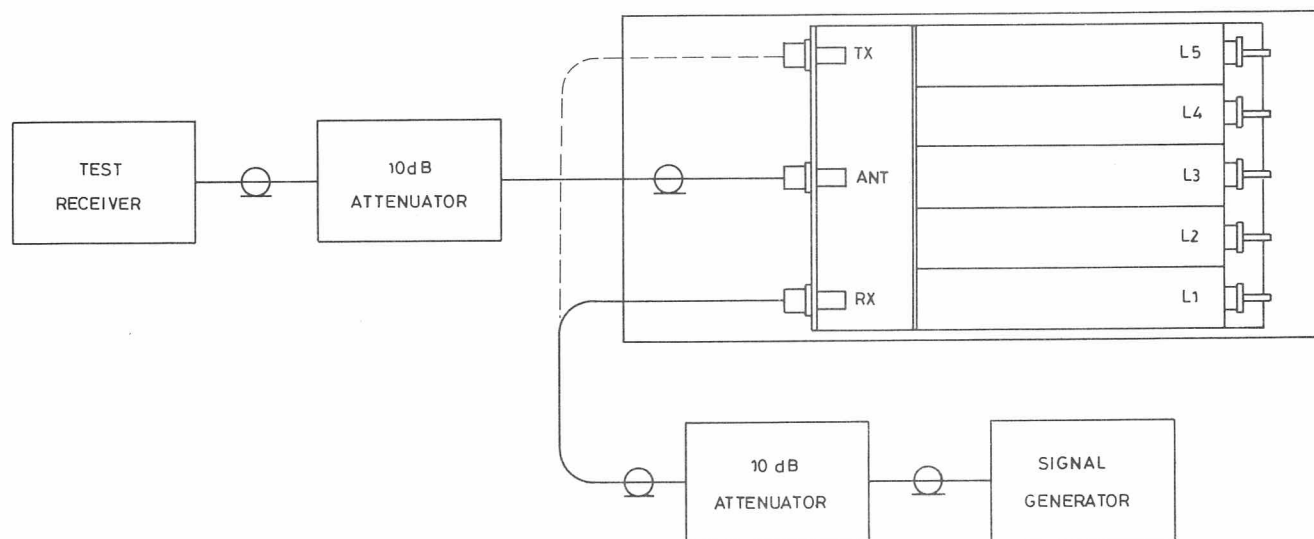 TX
L5
L4
TEST
RECEIVER
10dB
ATTENUATOR
ANT
L3
L2
RX
L1
10 dB
ATTENUATOR
SIGNAL
GENERATOR